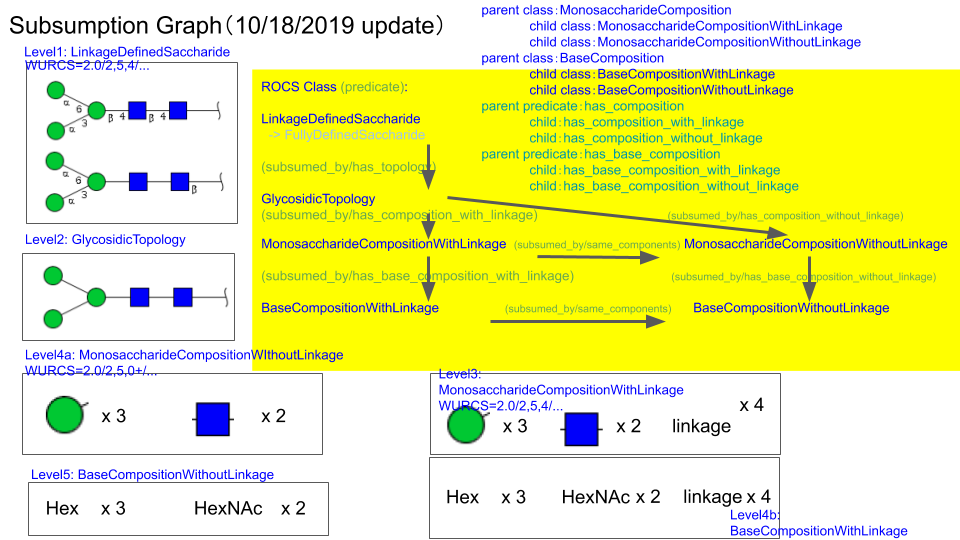 Subsumption Graph(10/18/2019 update)
parent class:MonosaccharideComposition
child class:MonosaccharideCompositionWithLinkage
child class:MonosaccharideCompositionWithoutLinkage
parent class:BaseComposition
child class:BaseCompositionWithLinkage
child class:BaseCompositionWithoutLinkage
parent predicate:has_composition
child:has_composition_with_linkage
child:has_composition_without_linkage
parent predicate:has_base_composition
child:has_base_composition_with_linkage
child:has_base_composition_without_linkage
Level1: LinkageDefinedSaccharide
WURCS=2.0/2,5,4/...
α 6
α 3
β 4 β 4
α 6
α 3
β
ROCS Class (predicate):
LinkageDefinedSaccharide
-> FullyDefinedSaccharide
(subsumed_by/has_topology)
GlycosidicTopology
(subsumed_by/has_composition_with_linkage)
(subsumed_by/has_composition_without_linkage)
MonosaccharideCompositionWithLinkage
(subsumed_by/same_components)
MonosaccharideCompositionWithoutLinkage
(subsumed_by/has_base_composition_with_linkage)
(subsumed_by/has_base_composition_without_linkage)
BaseCompositionWithLinkage
(subsumed_by/same_components)
BaseCompositionWithoutLinkage
Level2: GlycosidicTopology
Level4a: MonosaccharideCompositionWIthoutLinkage
WURCS=2.0/2,5,0+/...
x 3 x 2
Level3:
MonosaccharideCompositionWithLinkage
WURCS=2.0/2,5,4/...
x 3 x 2 linkage x 4
Level5: BaseCompositionWithoutLinkage
Hex x 3 HexNAc x 2
Hex x 3 HexNAc x 2 linkage x 4
Level4b:
BaseCompositionWithLinkage